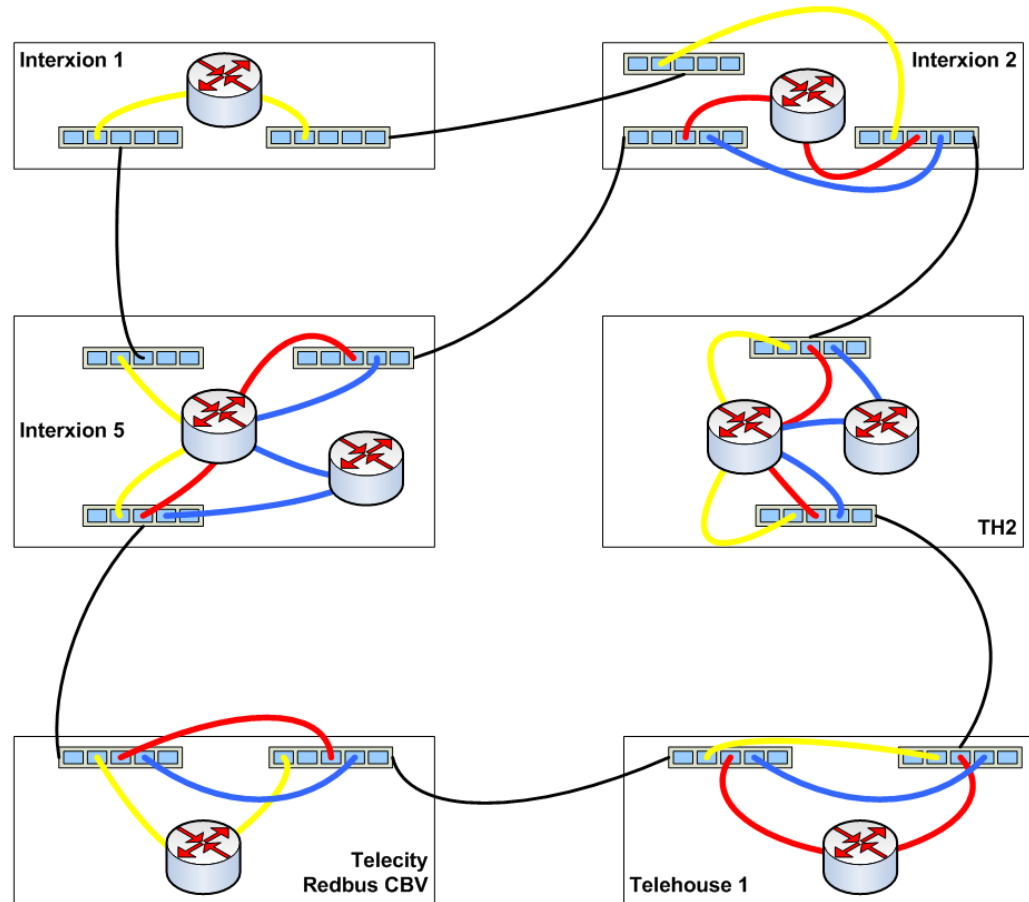 Interxion 1
Interxion 2
Interxion 5
TH2
Telecity
Redbus CBV
Telehouse 1